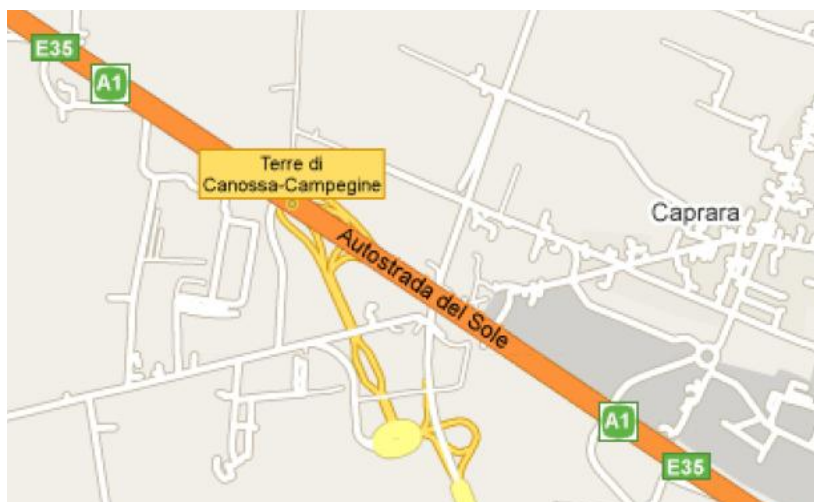 E35
A1
Terre di
Canossa-Campegine
Caprara
Autostrada del Sole
A1
E35